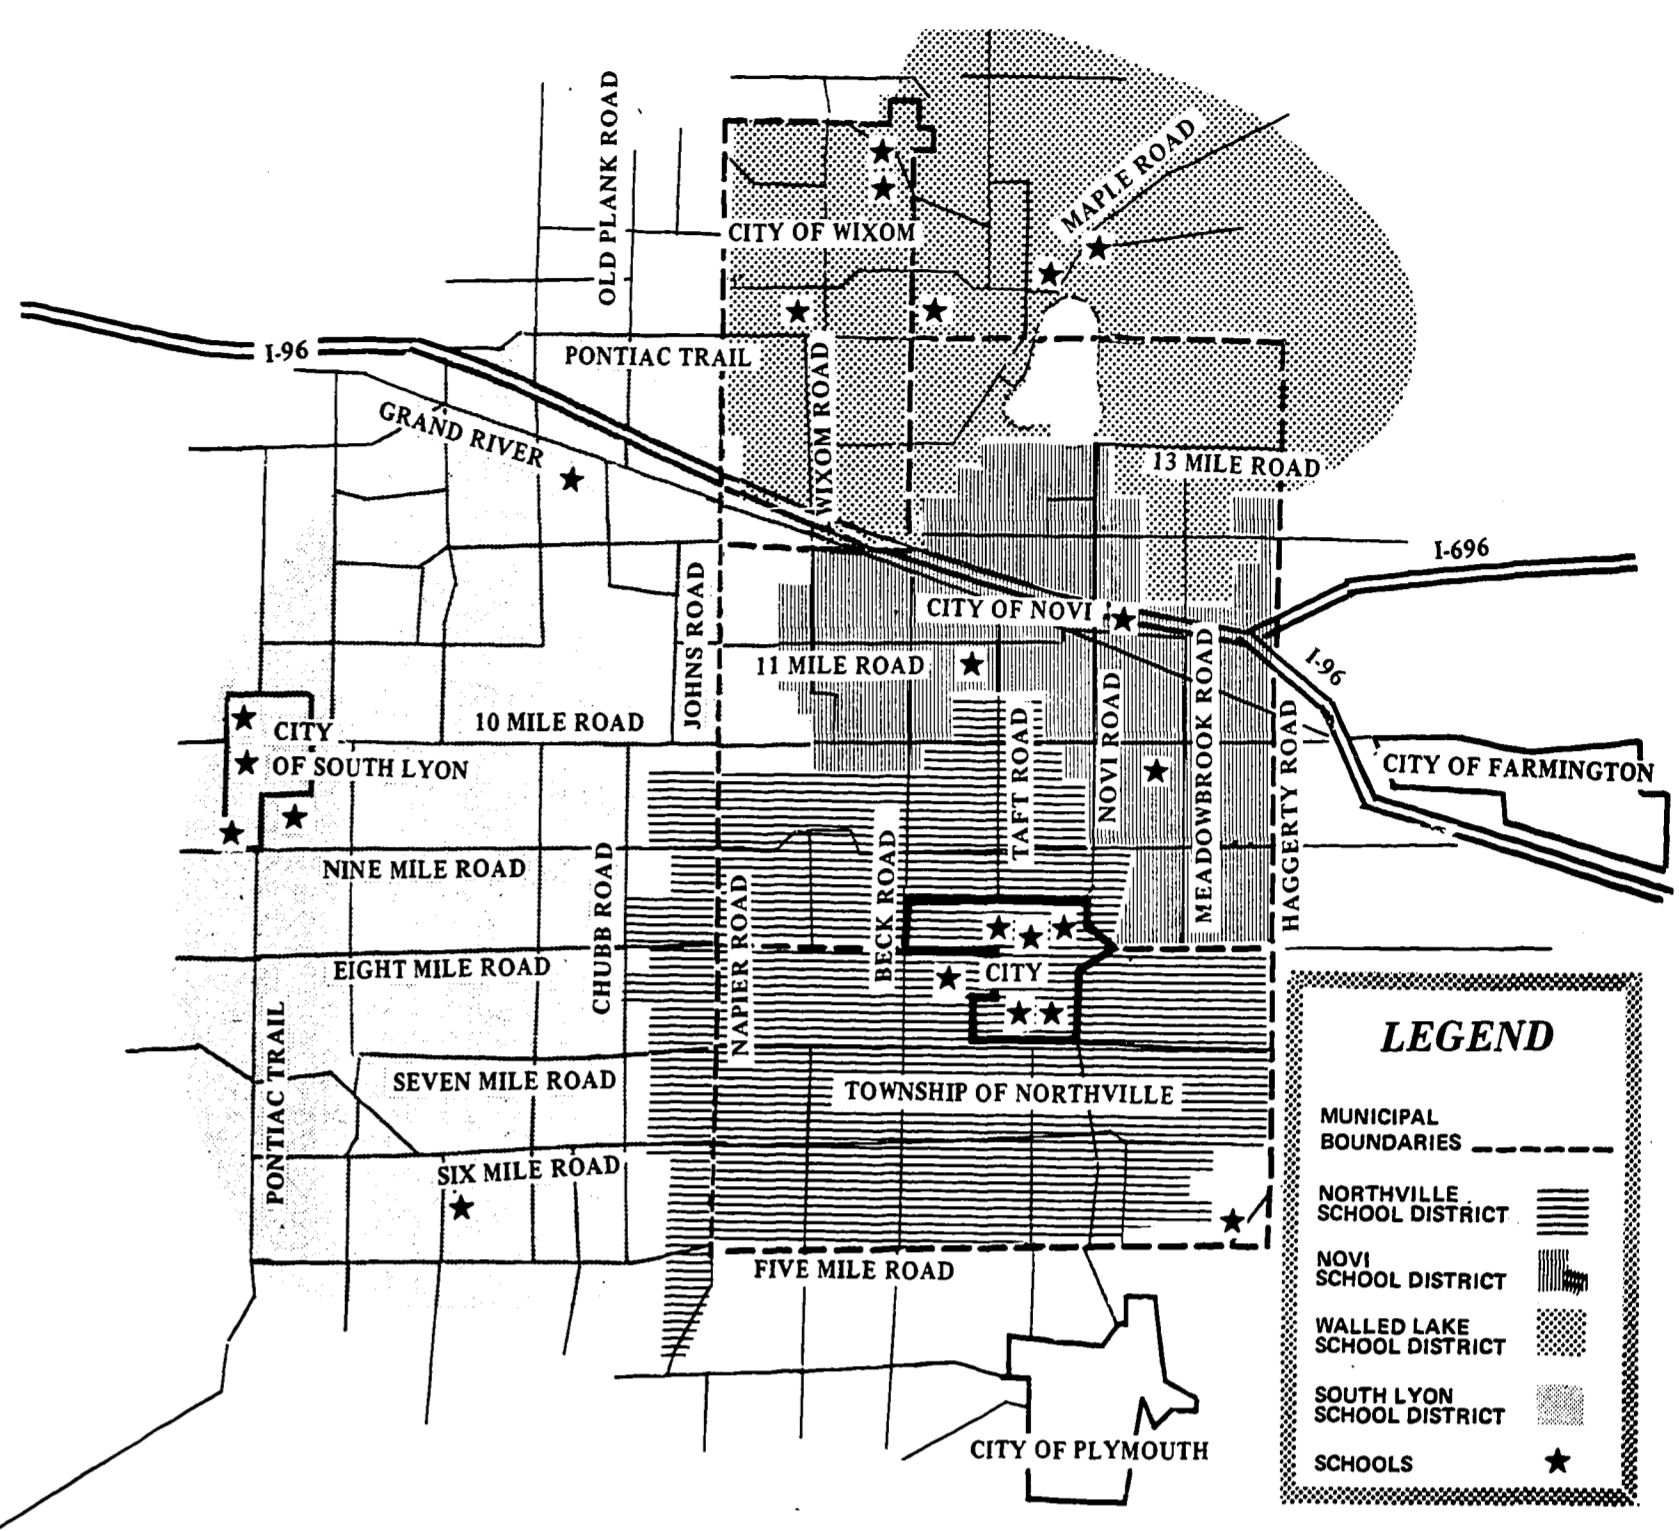 OLD PLANK ROAD
MAPLE ROAD
CITY OF WIXOM
I-96
PONTIAC TRAIL
WIXOM ROAD
GRAND RIVER
13 MILE ROAD
I-696
CITY OF NOVI
JOHNS ROAD
11 MILE ROAD
I-96
10 MILE ROAD
CITY
OF SOUTH LYON
TAFT ROAD
NOVI ROAD
MEADOWBROOK ROAD
HAGGERTY ROAD
CITY OF FARMINGTON
NINE MILE ROAD
CHUBB ROAD
NAPIER ROAD
BECK ROAD
EIGHT MILE ROAD
CITY
PONTIAC TRAIL
SEVEN MILE ROAD
TOWNSHIP OF NORTHVILLE
SIX MILE ROAD
FIVE MILE ROAD
CITY OF PLYMOUTH
LEGEND
MUNICIPAL
BOUNDARIES
NORTHVILLE
SCHOOL DISTRICT
NOVI
SCHOOL DISTRICT
WALLED LAKE
SCHOOL DISTRICT
SOUTH LYON
SCHOOL DISTRICT
SCHOOLS